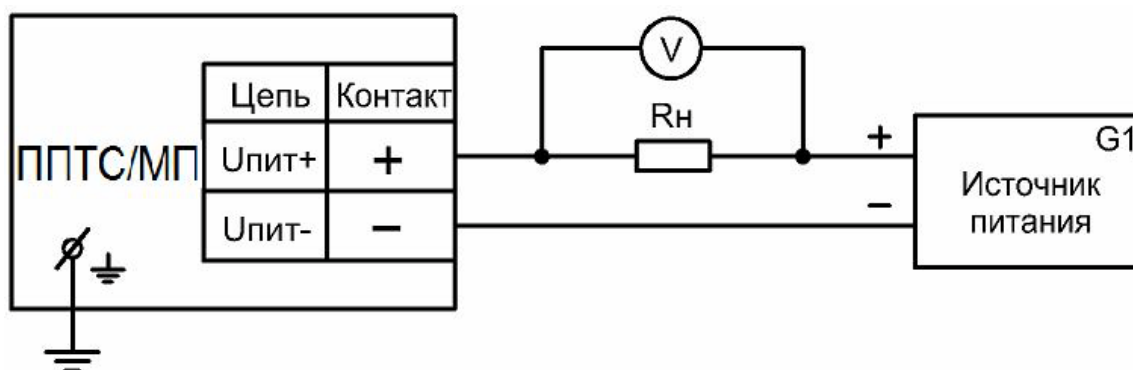 V
Rн
ППТС/МП
Цепь Контакт
Uпит+ +
Uпит- −
+
−
G1
Источник
питания